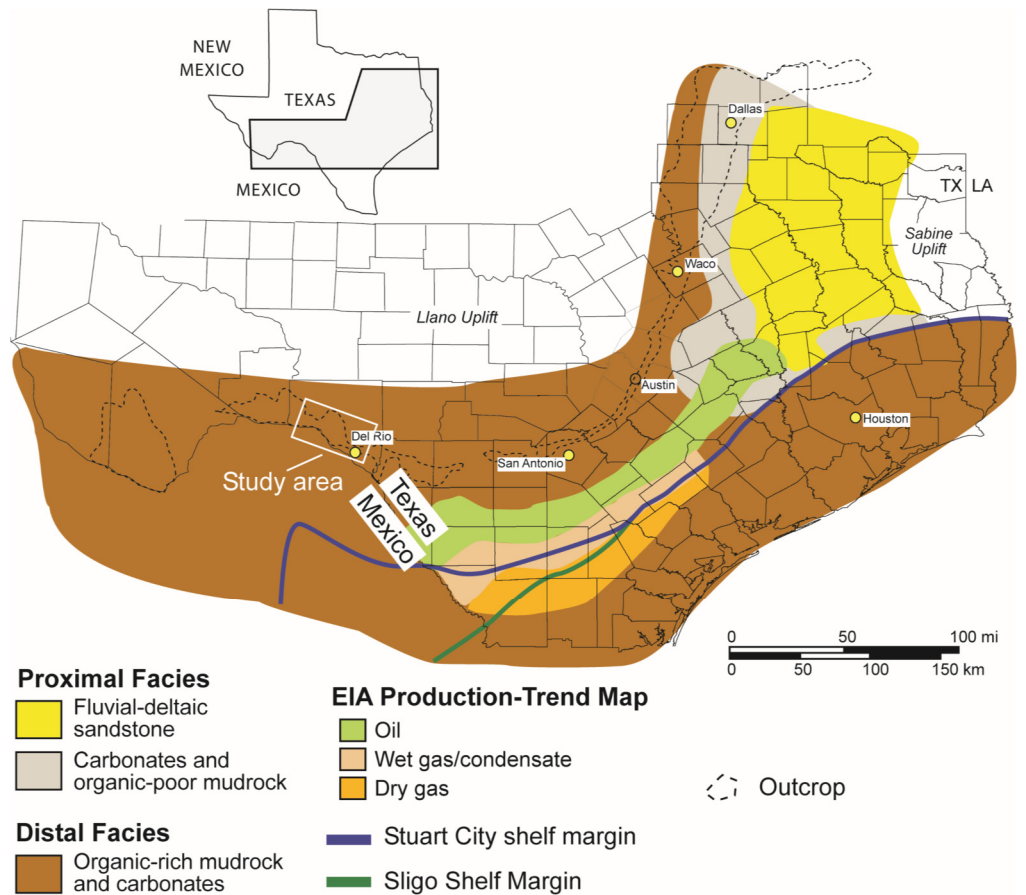 NEW
MEXICO
TEXAS
MEXICO
Dallas
TX LA
Sabine
Uplift
Waco
Llano Uplift
Austin
Houston
Del Rio
San Antonio
Study area
Texas
Mexico
0 50 100 mi
0 50 100 150 km
Proximal Facies
Fluvial-deltaic
sandstone
Carbonates and
organic-poor mudrock
Distal Facies
Organic-rich mudrock
and carbonates
EIA Production-Trend Map
Oil
Wet gas/condensate
Dry gas
Stuart City shelf margin
Sligo Shelf Margin
Outcrop